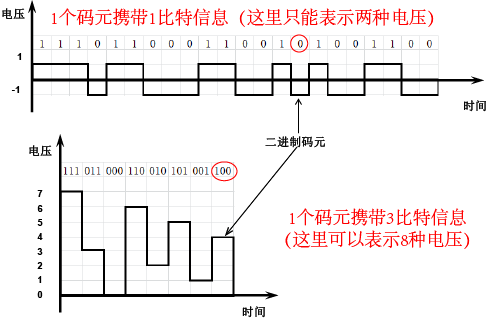 电压
1个码元携带1比特信息（这里只能表示两种电压）
1 1 1 0 1 1 0 0 0 1 1 0 0 1 0 1 0 0 1 1 0 0
1
-1
时间
二进制码元
电压
111 011 000 110 010 101 001 100
7
6
5
4
3
2
1
0
时间
1个码元携带3比特信息
（这里可以表示8种电压）